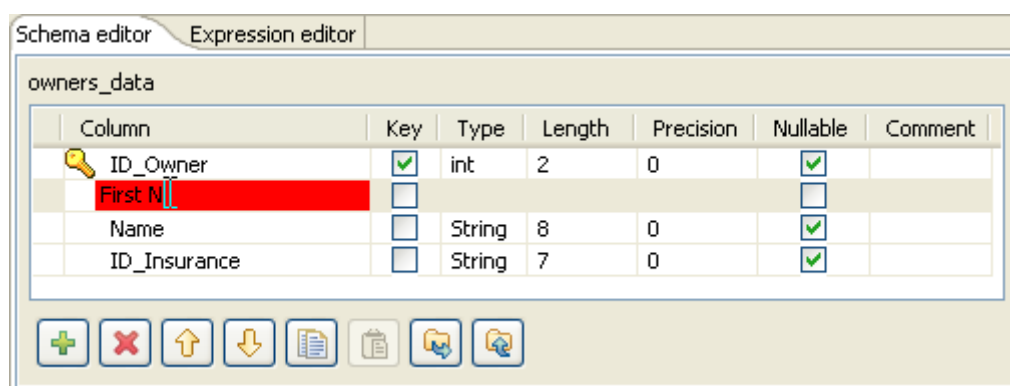 Schema editor Expression editor
owners_data
Column Key Type Length Precision Nullable Comment
ID_Owner int 2 0
First N
Name String 8 0
ID_Insurance String 7 0